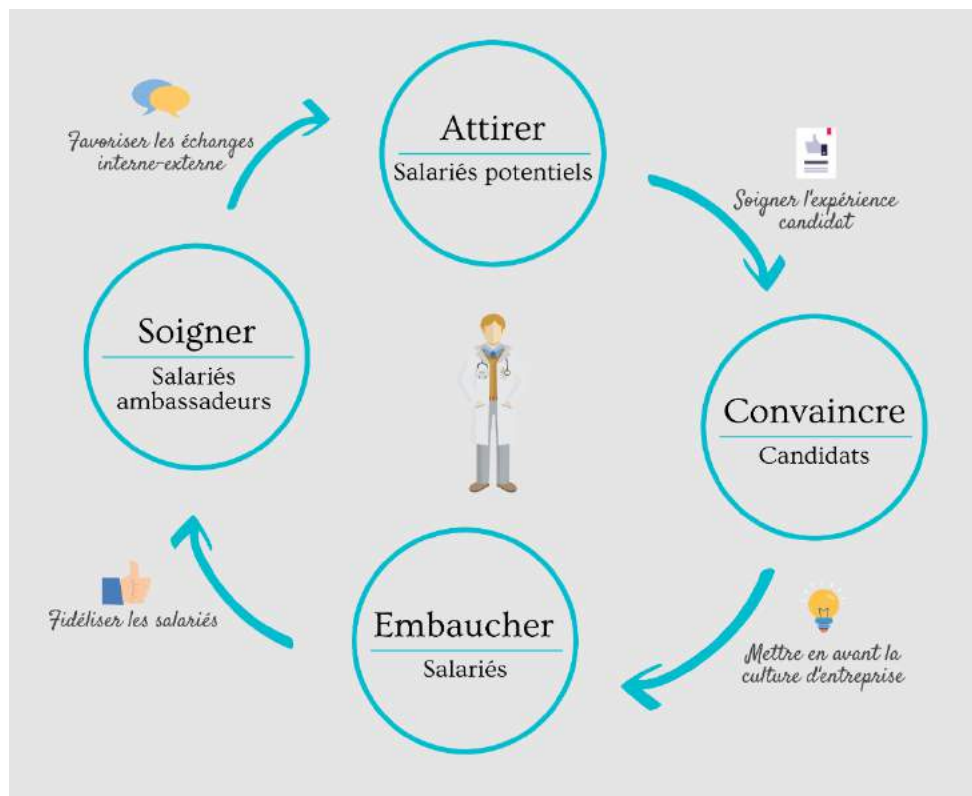 Attirer
Salariés potentiels
Soigner l'expérience
candidat
Convaincre
Candidats
Mettre en avant la
culture d'entreprise
Embaucher
Salariés
Fidéliser les salariés
Soigner
Salariés
ambassadeurs
Favoriser les échanges
interne-externe